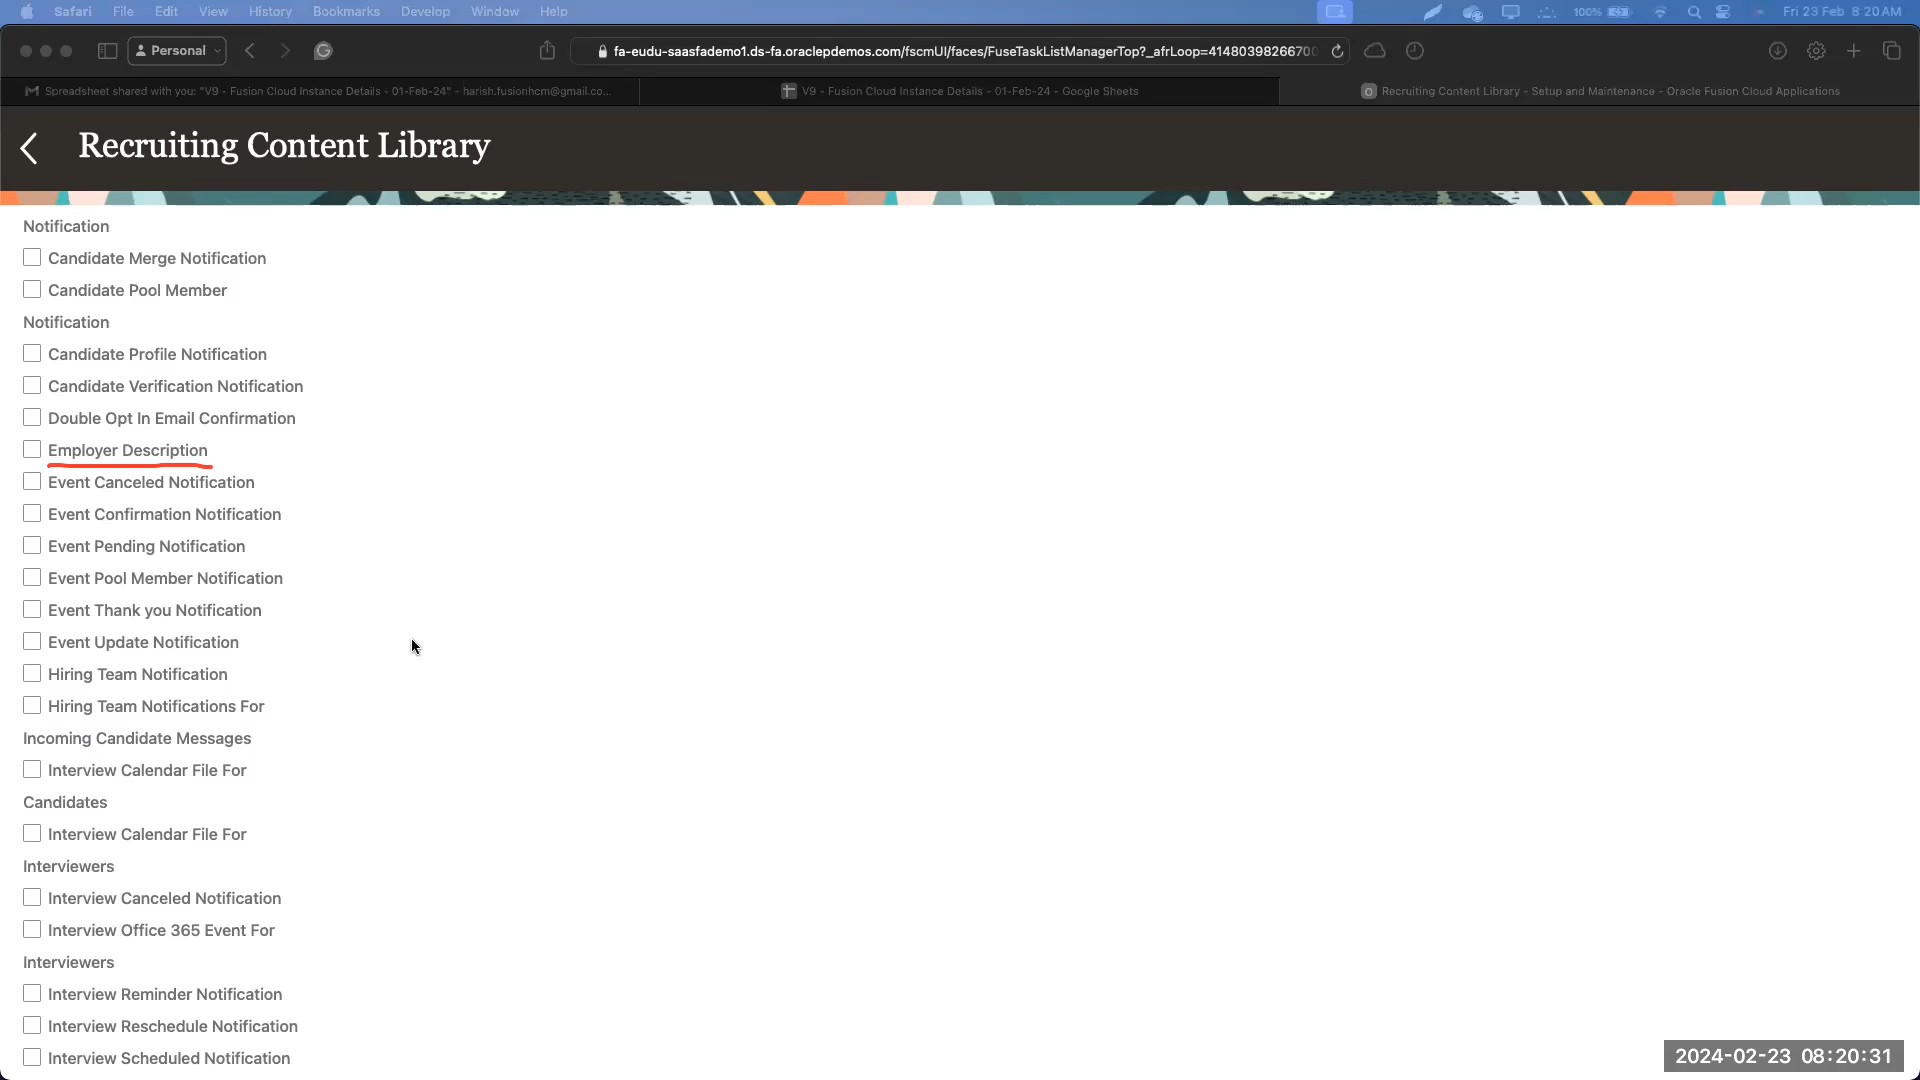 Safari File Edit View History Bookmarks Develop Window Help 100% Fri 23 Feb 8 20 AM
Personal fa-eudu-saasfademo1.ds-fa.oraclepdemos.com/fscmUI/faces/FuseTaskListManagerTop?_afrLoop=41480398266700
Spreadsheet shared with you: "V9 - Fusion Cloud Instance Details - 01-Feb-24" - harish.fusionhcm@gmail.co... V9 - Fusion Cloud Instance Details - 01-Feb-24 - Google Sheets Recruiting Content Library - Setup and Maintenance - Oracle Fusion Cloud Applications
Recruiting Content Library
Notification
Candidate Merge Notification
Candidate Pool Member
Notification
Candidate Profile Notification
Candidate Verification Notification
Double Opt In Email Confirmation
Employer Description
Event Canceled Notification
Event Confirmation Notification
Event Pending Notification
Event Pool Member Notification
Event Thank you Notification
Event Update Notification
Hiring Team Notification
Hiring Team Notifications For
Incoming Candidate Messages
Interview Calendar File For
Candidates
Interview Calendar File For
Interviewers
Interview Canceled Notification
Interview Office 365 Event For
Interviewers
Interview Reminder Notification
Interview Reschedule Notification
Interview Scheduled Notification
2024-02-23 08:20:31